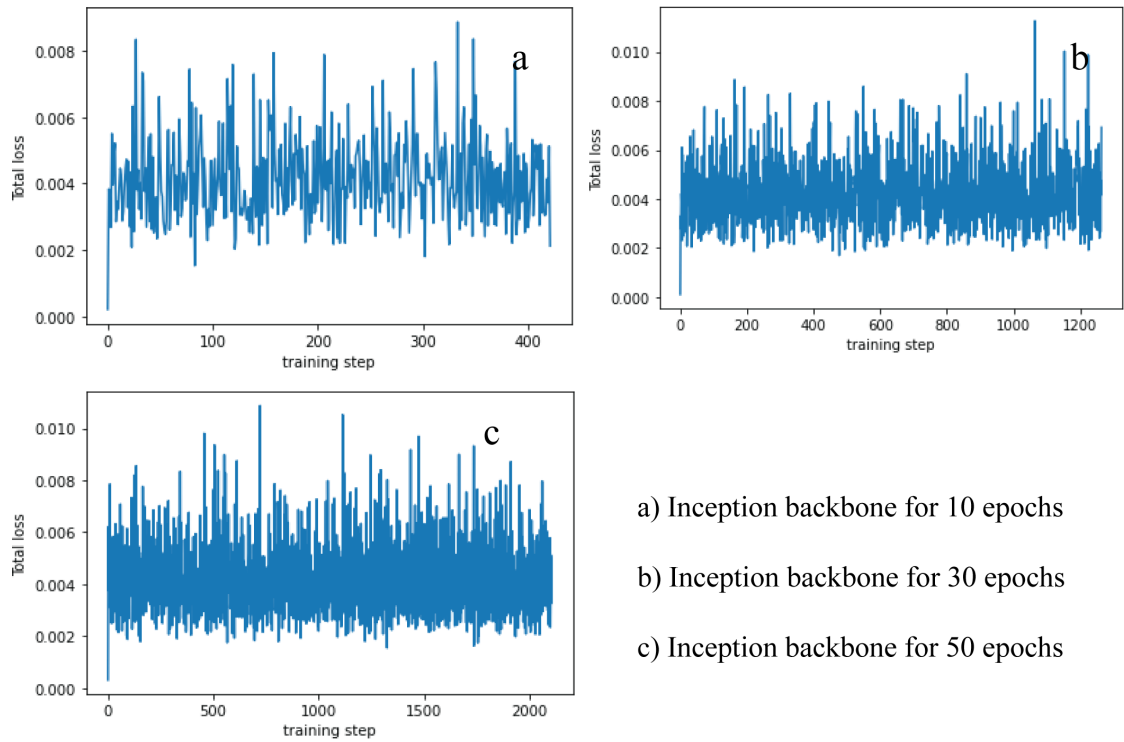 a
0.008
0.006
0.004
0.002
0.000
Total loss
0 100 200 300 400
training step
b
0.010
0.008
0.006
0.004
0.002
0.000
Total loss
0 200 400 600 800 1000 1200
training step
c
0.010
0.008
0.006
0.004
0.002
0.000
Total loss
0 500 1000 1500 2000
training step
a) Inception backbone for 10 epochs
b) Inception backbone for 30 epochs
c) Inception backbone for 50 epochs